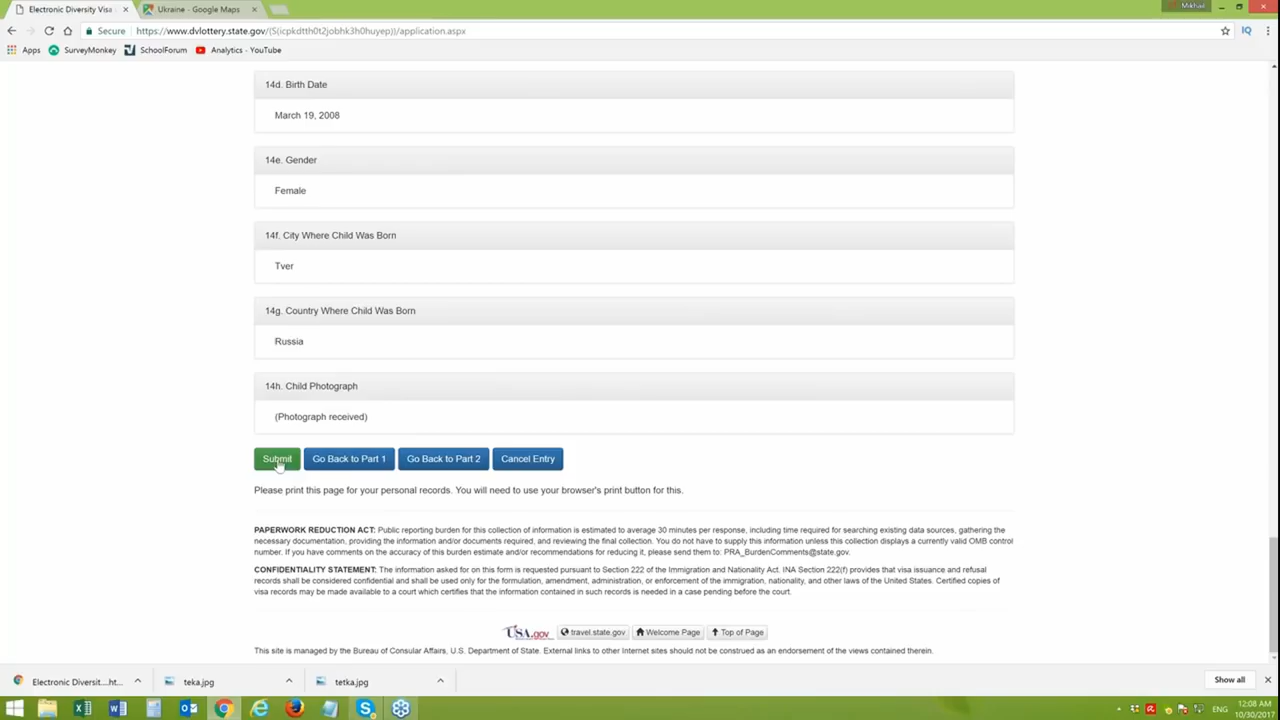 Electronic Diversity Visa
Ukraine - Google Maps
Mikhail
Secure
https://www.dvlottery.state.gov/(S(icpkdtth0t2jobhk3h0huyep))/application.aspx
Apps
SurveyMonkey
SchoolForum
Analytics - YouTube
14d. Birth Date
March 19, 2008
14e. Gender
Female
14f. City Where Child Was Born
Tver
14g. Country Where Child Was Born
Russia
14h. Child Photograph
(Photograph received)
Submit Go Back to Part 1 Go Back to Part 2 Cancel Entry
Please print this page for your personal records. You will need to use your browser's print button for this.
PAPERWORK REDUCTION ACT: Public reporting burden for this collection of information is estimated to average 30 minutes per response, including time required for searching existing data sources, gathering the
necessary documentation, providing the information and/or documents required, and reviewing the final collection. You do not have to supply this information unless this collection displays a currently valid OMB control
number. If you have comments on the accuracy of this burden estimate and/or recommendations for reducing it, please send them to: PRA_BurdenComments@state.gov.
CONFIDENTIALITY STATEMENT: The information asked for on this form is requested pursuant to Section 222 of the Immigration and Nationality Act. INA Section 222(f) provides that visa issuance and refusal
records shall be considered confidential and shall be used only for the formulation, amendment, administration, or enforcement of the immigration, nationality, and other laws of the United States. Certified copies of
visa records may be made available to a court which certifies that the information contained in such records is needed in a case pending before the court.
USA.gov travel.state.gov Welcome Page Top of Page
This site is managed by the Bureau of Consular Affairs, U.S. Department of State. External links to other Internet sites should not be construed as an endorsement of the views contained therein.
Electronic Diversit....ht...
teka.jpg
tetka.jpg
Show all
ENG
12:08 AM
10/30/2017